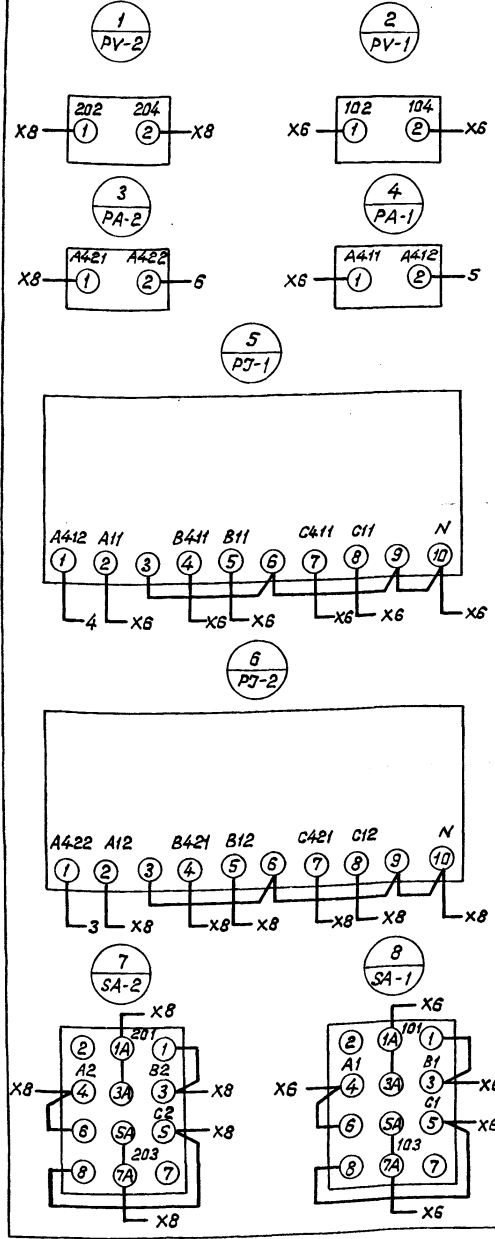 1 2
PV-2 PV-1
202 204 102 104
X8 1 2 X8 X6 1 2 X6
3 4
PA-2 PA-1
A421 A422 A411 A412
X8 1 2 6 X6 1 2 5
5
PJ-1
A412 A11 B411 B11 C411 C11 N
1 2 3 4 5 6 7 8 9 10
4 X6 X6 X6 X6 X6 X6
6
PJ-2
A422 A12 B421 B12 C421 C12 N
1 2 3 4 5 6 7 8 9 10
3 X8 X8 X8 X8 X8 X8
7 8
SA-2 SA-1
X8 X6
201 101
2 1A 1 2 1A 1
A2 B2 A1 B1
X8 4 3A 3 X8 X6 4 3A 3 X6
C2 C1
6 5A 5 X8 6 5A 5 X6
203 103
8 7A 7 8 7A 7
X8 X6